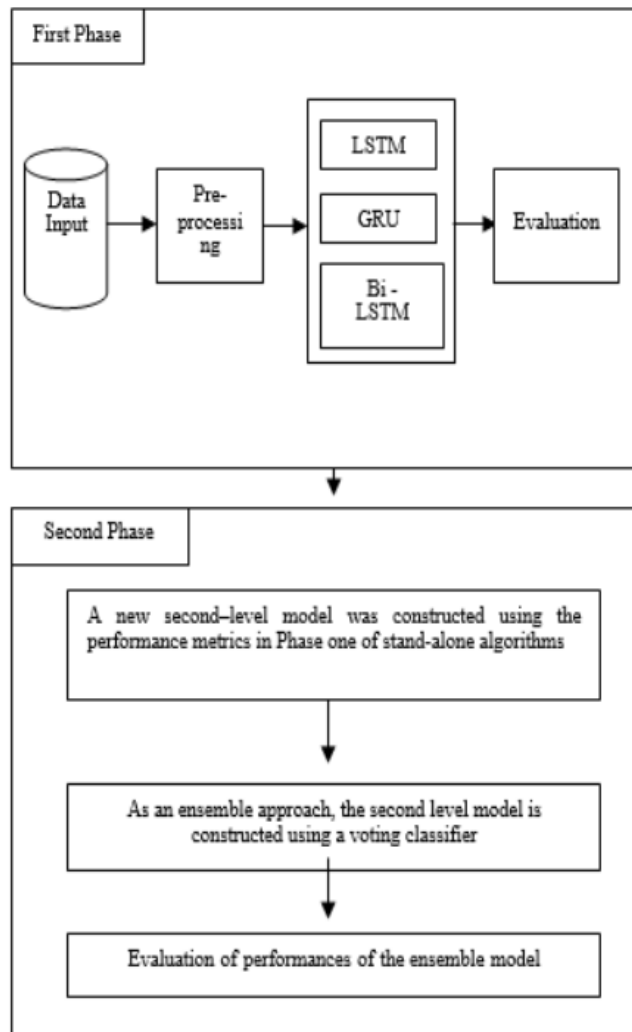 First Phase
Data
Input
Pre-
processi
ng
LSTM
GRU
Bi -
LSTM
Evaluation
Second Phase
A new second–level model was constructed using the
performance metrics in Phase one of stand-alone algorithms
As an ensemble approach, the second level model is
constructed using a voting classifier
Evaluation of performances of the ensemble model